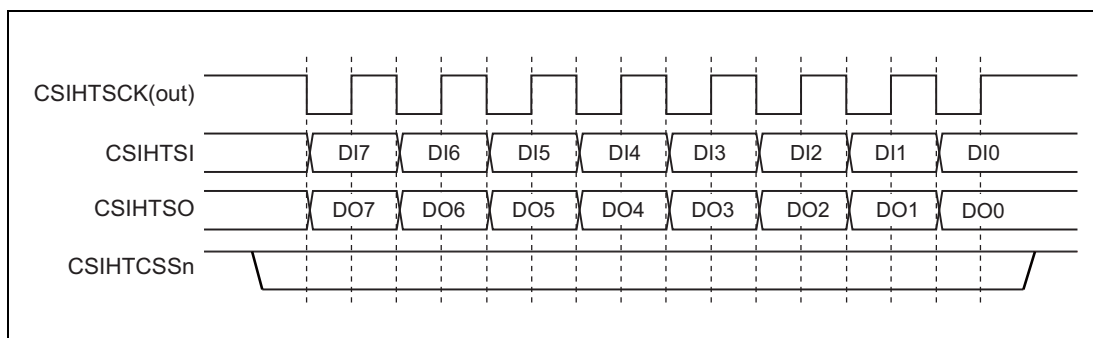 CSIHTSCK(out)
CSIHTSI DI7 DI6 DI5 DI4 DI3 DI2 DI1 DI0
CSIHTSO DO7 DO6 DO5 DO4 DO3 DO2 DO1 DO0
CSIHTCSSn